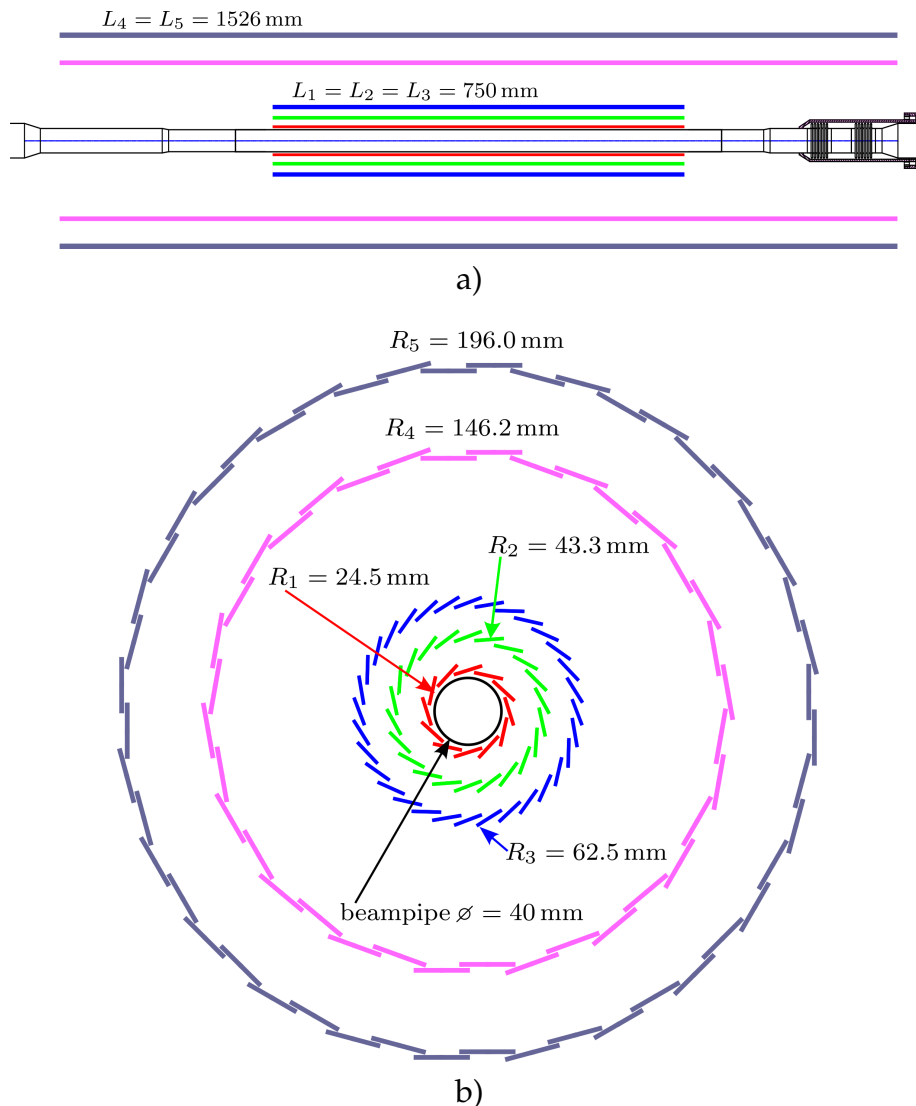 L₄ = L₅ = 1526 mm
L₁ = L₂ = L₃ = 750 mm
a)
R₅ = 196.0 mm
R₄ = 146.2 mm
R₂ = 43.3 mm
R₁ = 24.5 mm
R₃ = 62.5 mm
beampipe ⌀ = 40 mm
b)